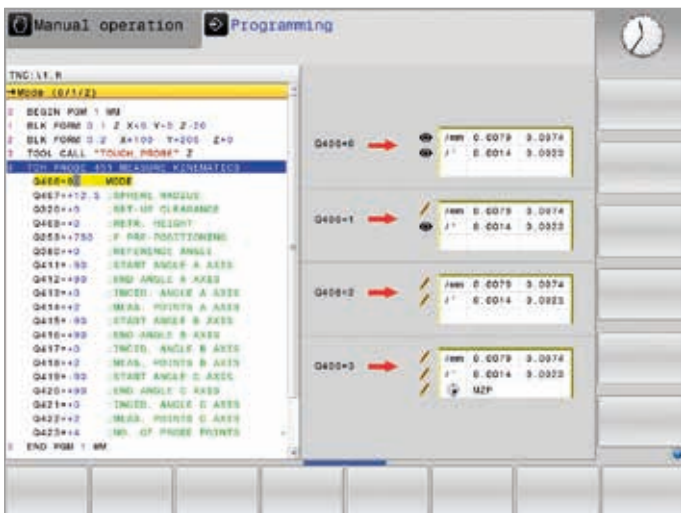 Manual operation
Programming
TNC:\1.H
Mode (0/1/2)
0 BEGIN PGM 1 MM
1 BLK FORM 0.1 Z X+0 Y+0 Z-20
2 BLK FORM 0.2 X+100 Y+200 Z+0
3 TOOL CALL "TOUCH_PROBE" Z
4 TCH PROBE 451 MEASURE KINEMATICS
Q406=0 MODE
Q407=+12.5 ;SPHERE RADIUS
Q320=+0 ;SET-UP CLEARANCE
Q408=+0 ;RETR. HEIGHT
Q253=+750 ;F PRE-POSITIONING
Q380=+0 ;REFERENCE ANGLE
Q411=-90 ;START ANGLE A AXIS
Q412=+90 ;END ANGLE A AXIS
Q413=+0 ;INCID. ANGLE A AXIS
Q414=+2 ;MEAS. POINTS A AXIS
Q415=-90 ;START ANGLE B AXIS
Q416=+90 ;END ANGLE B AXIS
Q417=+0 ;INCID. ANGLE B AXIS
Q418=+2 ;MEAS. POINTS B AXIS
Q419=-90 ;START ANGLE C AXIS
Q420=+90 ;END ANGLE C AXIS
Q421=+0 ;INCID. ANGLE C AXIS
Q422=+2 ;MEAS. POINTS C AXIS
Q423=+4 ;NO. OF PROBE POINTS
5 END PGM 1 MM
Q406=0
/mm 0.0079 0.0074
/° 0.0014 0.0023
Q406=1
/mm 0.0079 0.0074
/° 0.0014 0.0023
Q406=2
/mm 0.0079 0.0074
/° 0.0014 0.0023
Q406=3
/mm 0.0079 0.0074
/° 0.0014 0.0023
MZP